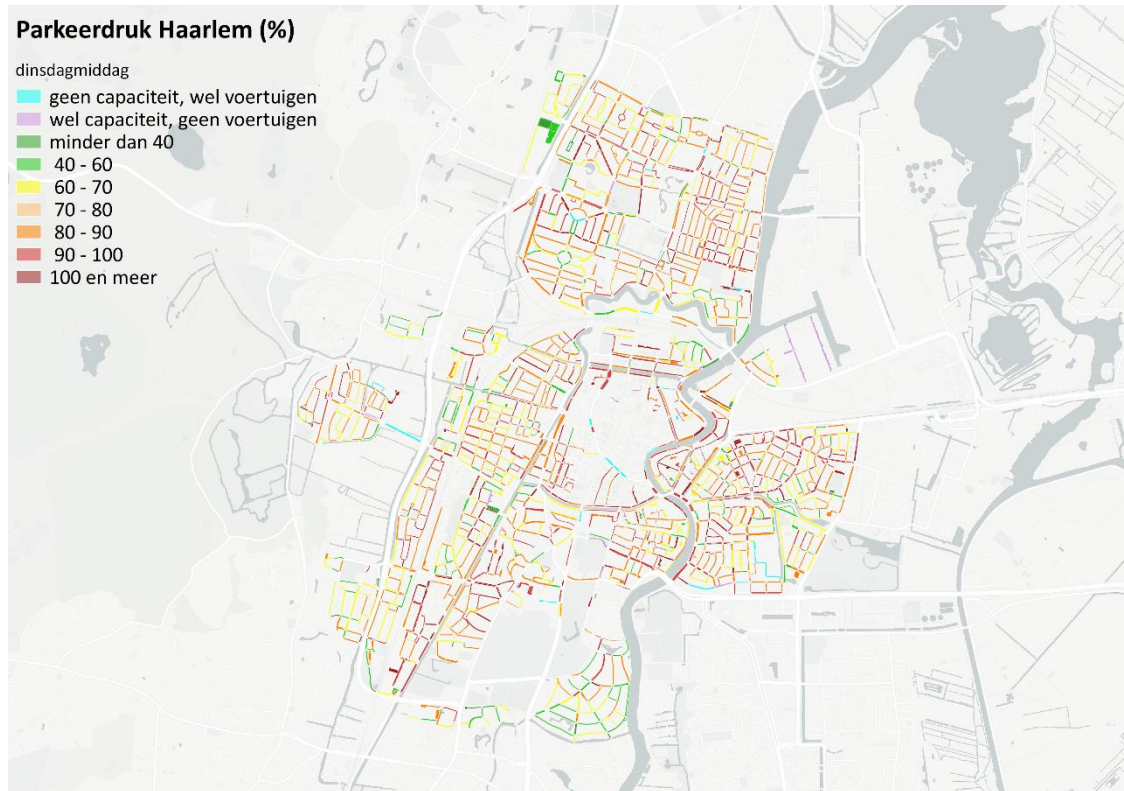 Parkeerdruk Haarlem (%)
dinsdagmiddag
geen capaciteit, wel voertuigen
wel capaciteit, geen voertuigen
minder dan 40
40 - 60
60 - 70
70 - 80
80 - 90
90 - 100
100 en meer